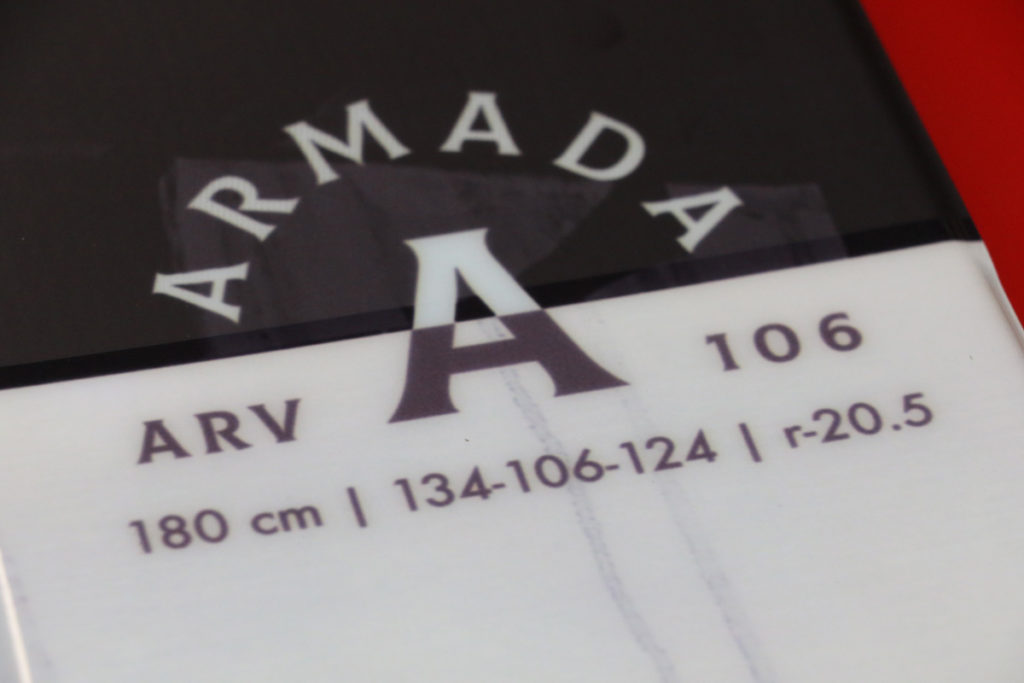 ARMADA
A
ARV 106
180 cm | 134-106-124 | r-20.5